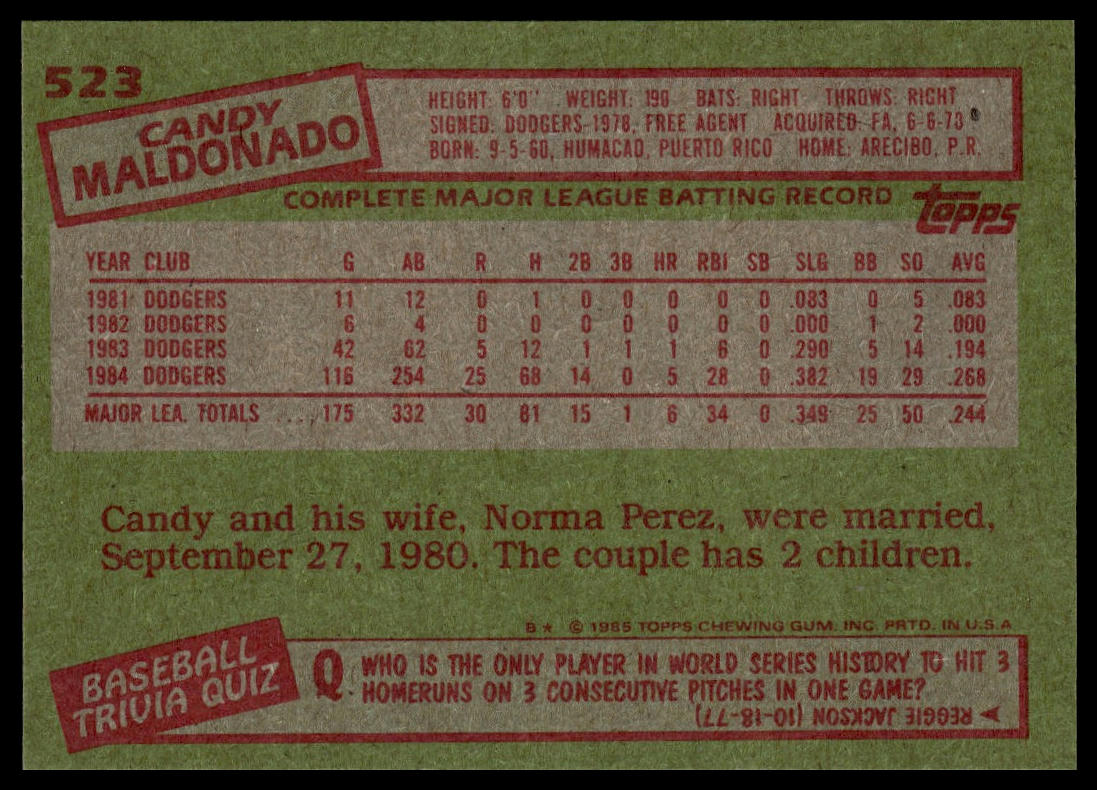 523
CANDY
MALDONADO
HEIGHT: 6'0" WEIGHT: 190 BATS: RIGHT THROWS: RIGHT
SIGNED: DODGERS-1978, FREE AGENT ACQUIRED: FA, 6-6-78
BORN: 9-5-60, HUMACAO, PUERTO RICO HOME: ARECIBO, P.R.
COMPLETE MAJOR LEAGUE BATTING RECORD
topps
YEAR CLUB G AB R H 2B 3B HR RBI SB SLG BB SO AVG
1981 DODGERS 11 12 0 1 0 0 0 0 0 .083 0 5 .083
1982 DODGERS 6 4 0 0 0 0 0 0 0 .000 1 2 .000
1983 DODGERS 42 62 5 12 1 1 1 6 0 .290 5 14 .194
1984 DODGERS 116 254 25 68 14 0 5 28 0 .382 19 29 .268
MAJOR LEA. TOTALS .... 175 332 30 81 15 1 6 34 0 .349 25 50 .244
Candy and his wife, Norma Perez, were married,
September 27, 1980. The couple has 2 children.
B★ © 1985 TOPPS CHEWING GUM, INC. PRTD. IN U.S.A
BASEBALL
TRIVIA QUIZ
Q. WHO IS THE ONLY PLAYER IN WORLD SERIES HISTORY TO HIT 3
HOMERUNS ON 3 CONSECUTIVE PITCHES IN ONE GAME?
REGGIE JACKSON (10-18-77)